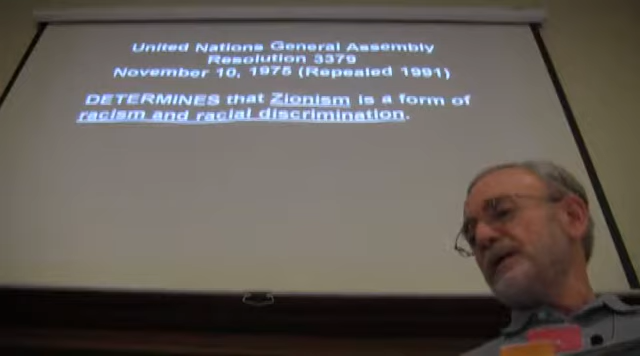 United Nations General Assembly
Resolution 3379
November 10, 1975 (Repealed 1991)
DETERMINES that Zionism is a form of
racism and racial discrimination.